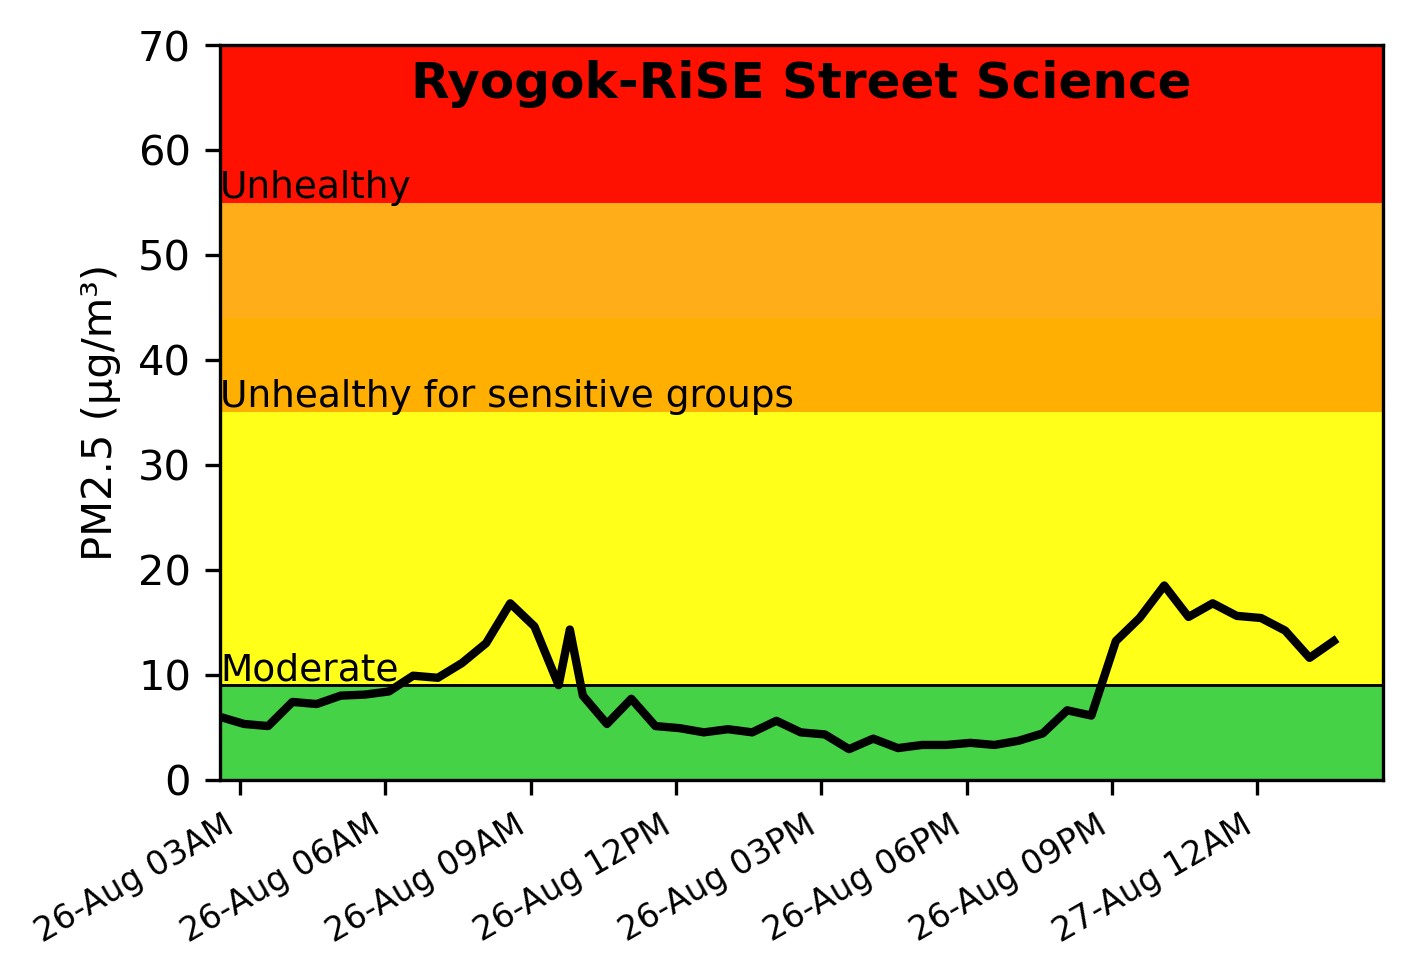 Ryogok-RiSE Street Science
70
60
50
40
30
20
10
0
PM2.5 (µg/m³)
Unhealthy
Unhealthy for sensitive groups
Moderate
26-Aug 03AM
26-Aug 06AM
26-Aug 09AM
26-Aug 12PM
26-Aug 03PM
26-Aug 06PM
26-Aug 09PM
27-Aug 12AM